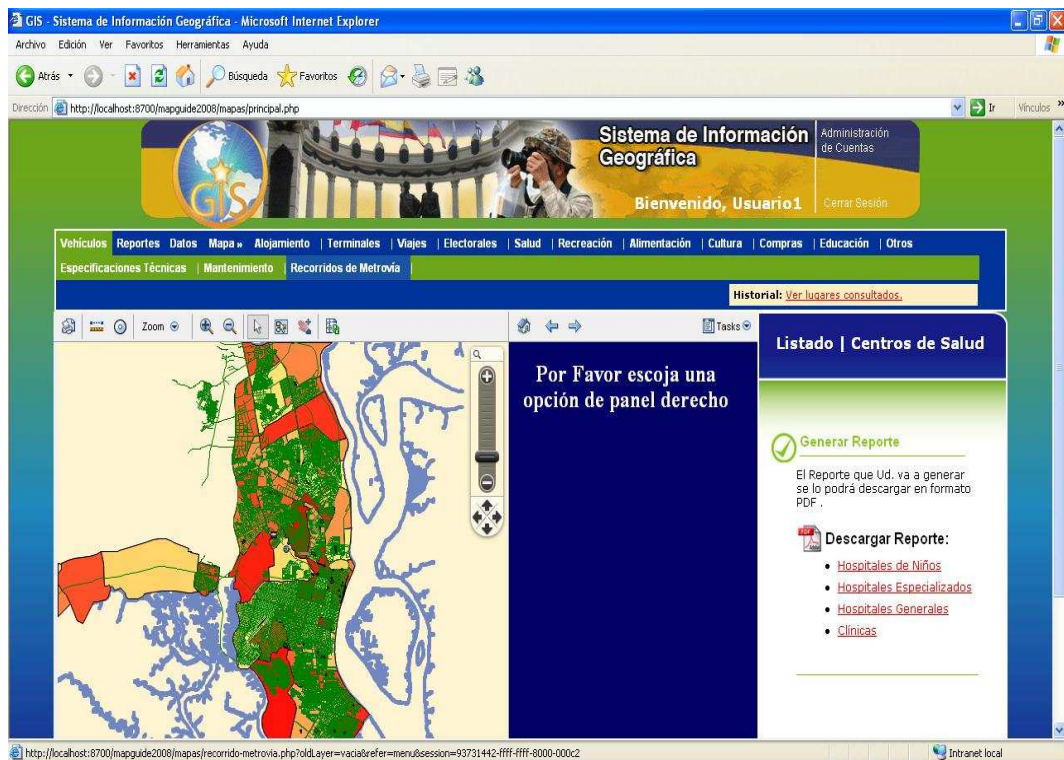 GIS - Sistema de Información Geográfica - Microsoft Internet Explorer
Archivo Edición Ver Favoritos Herramientas Ayuda
Atrás Búsqueda Favoritos
Dirección http://localhost:8700/mapguide2008/mapas/principal.php Ir Vínculos »
GIS
Sistema de Información
Geográfica
Bienvenido, Usuario1
Administración
de Cuentas
Cerrar Sesión
Vehículos Reportes Datos Mapa » Alojamiento | Terminales | Viajes | Electorales | Salud | Recreación | Alimentación | Cultura | Compras | Educación | Otros
Especificaciones Técnicas | Mantenimiento | Recorridos de Metrovía |
Historial: Ver lugares consultados.
Zoom Tasks
Por Favor escoja una
opción de panel derecho
Listado | Centros de Salud
Generar Reporte
El Reporte que Ud. va a generar
se lo podrá descargar en formato
PDF .
Descargar Reporte:
• Hospitales de Niños
• Hospitales Especializados
• Hospitales Generales
• Clínicas
http://localhost:8700/mapguide2008/mapas/recorrido-metrovia.php?oldLayer=vacia&refer=menu&session=93731442-ffff-ffff-8000-000c2 Intranet local